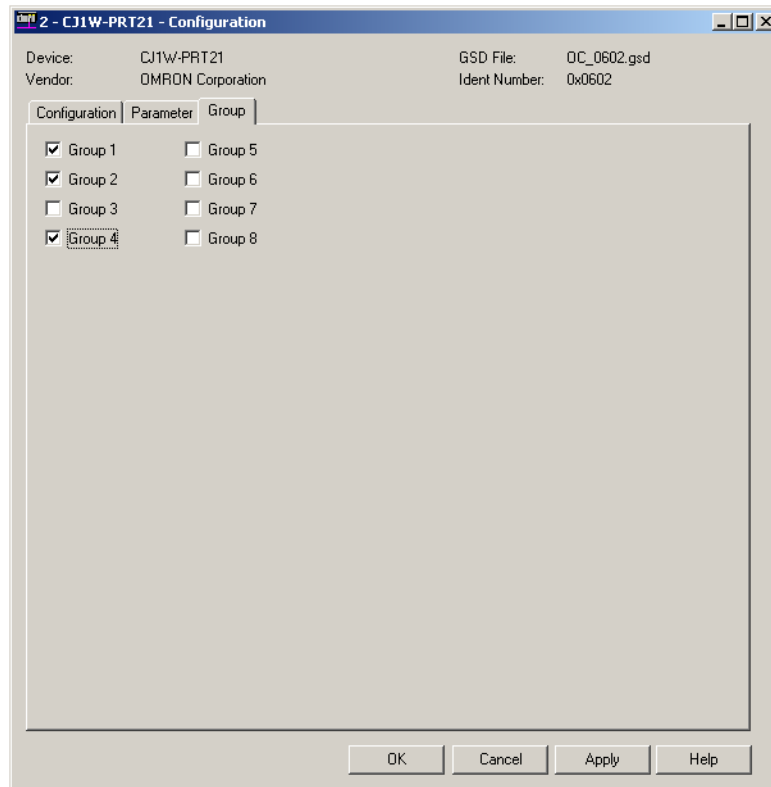 2 - CJ1W-PRT21 - Configuration
Device: CJ1W-PRT21 GSD File: OC_0602.gsd
Vendor: OMRON Corporation Ident Number: 0x0602
Configuration Parameter Group
Group 1 Group 5
Group 2 Group 6
Group 3 Group 7
Group 4 Group 8
OK Cancel Apply Help